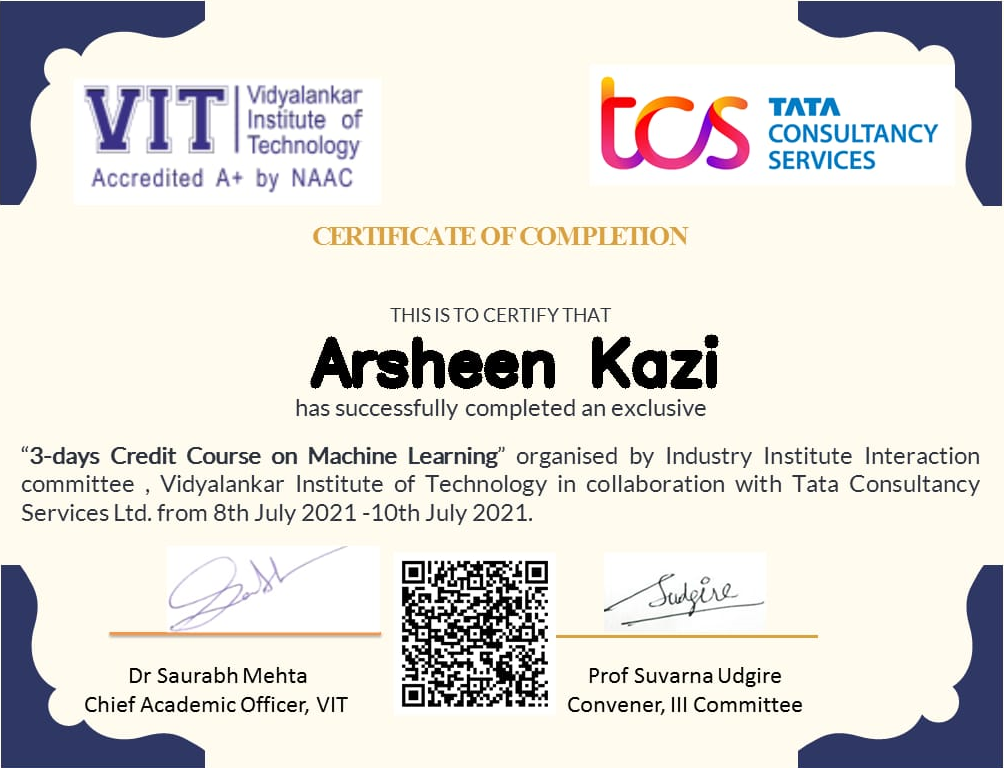 VIT Vidyalankar
Institute of
Technology
Accredited A+ by NAAC
tcs TATA
CONSULTANCY
SERVICES
CERTIFICATE OF COMPLETION
THIS IS TO CERTIFY THAT
Arsheen Kazi
has successfully completed an exclusive
“3-days Credit Course on Machine Learning” organised by Industry Institute Interaction
committee , Vidyalankar Institute of Technology in collaboration with Tata Consultancy
Services Ltd. from 8th July 2021 -10th July 2021.
Sudgire
Dr Saurabh Mehta
Chief Academic Officer, VIT
Prof Suvarna Udgire
Convener, III Committee